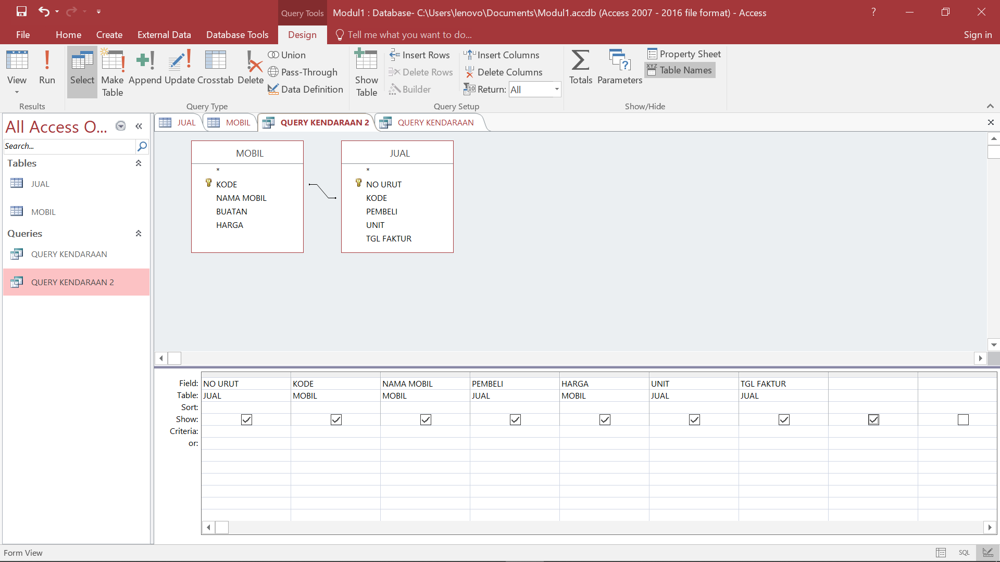 Query Tools
Modul1 : Database- C:\Users\lenovo\Documents\Modul1.accdb (Access 2007 - 2016 file format) - Access
?
File
Home
Create
External Data
Database Tools
Design
Tell me what you want to do...
Sign in
View
Run
Select
Make Table
Append
Update
Crosstab
Delete
Union
Pass-Through
Data Definition
Show Table
Insert Rows
Delete Rows
Builder
Insert Columns
Delete Columns
Return: All
Totals
Parameters
Property Sheet
XYZ Table Names
Results
Query Type
Query Setup
Show/Hide
All Access O...
Search...
Tables
JUAL
MOBIL
Queries
QUERY KENDARAAN
QUERY KENDARAAN 2
JUAL
MOBIL
QUERY KENDARAAN 2
QUERY KENDARAAN
MOBIL
*
KODE
NAMA MOBIL
BUATAN
HARGA
JUAL
*
NO URUT
KODE
PEMBELI
UNIT
TGL FAKTUR
Field: NO URUT KODE NAMA MOBIL PEMBELI HARGA UNIT TGL FAKTUR
Table: JUAL MOBIL MOBIL JUAL MOBIL JUAL JUAL
Sort:
Show:
Criteria:
or:
Form View
SQL